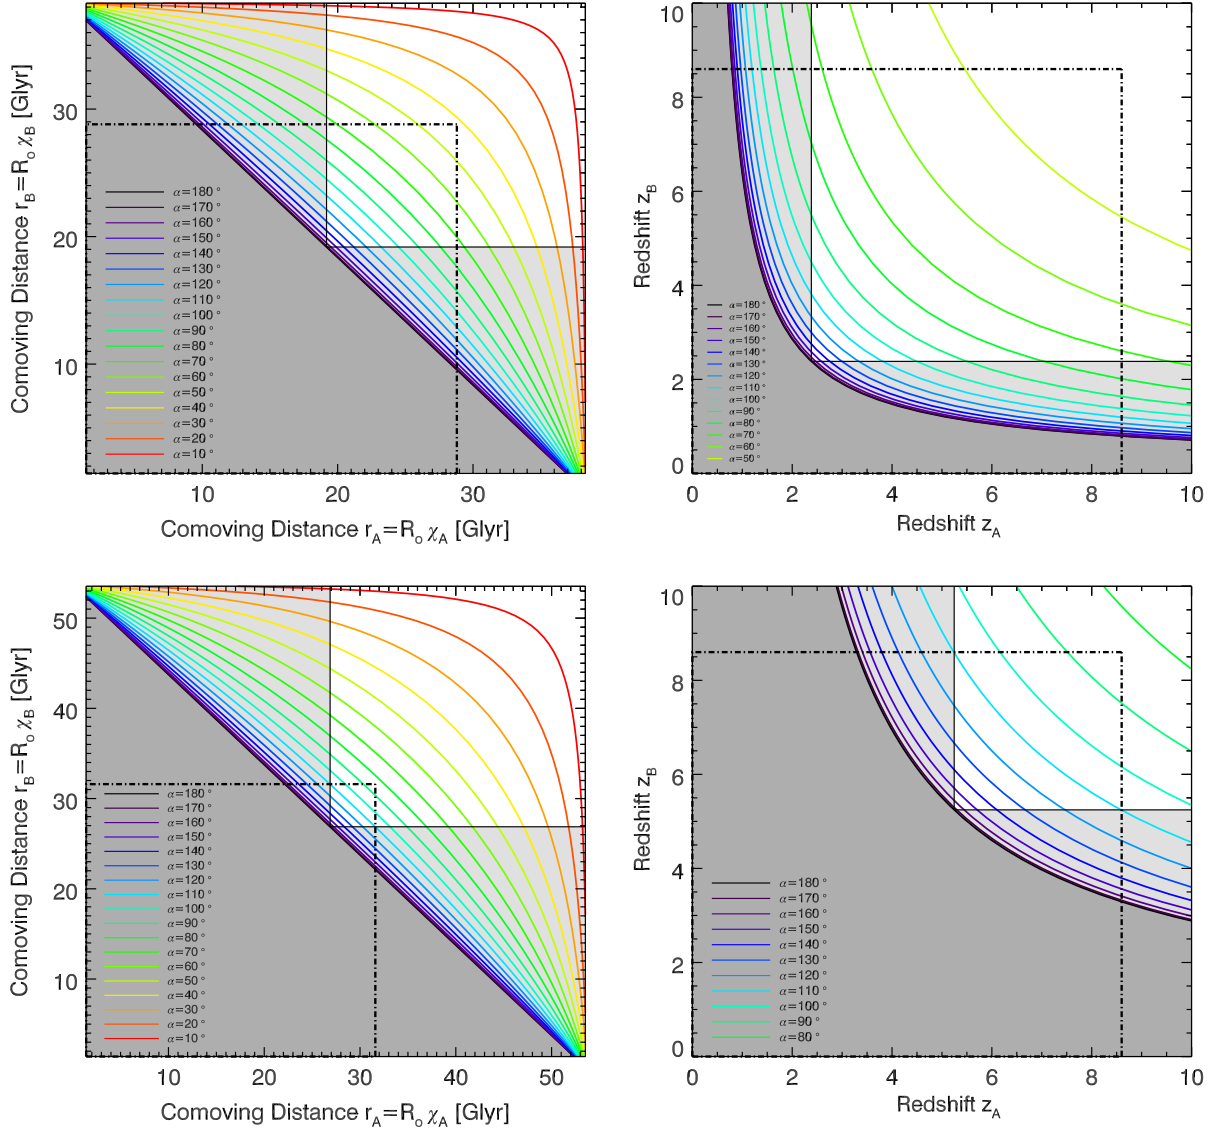 Comoving Distance r_B=R_o χ_B [Glyr]
30
20
10
α=180°
α=170°
α=160°
α=150°
α=140°
α=130°
α=120°
α=110°
α=100°
α=90°
α=80°
α=70°
α=60°
α=50°
α=40°
α=30°
α=20°
α=10°
10 20 30
Comoving Distance r_A=R_o χ_A [Glyr]
Redshift z_B
10
8
6
4
2
0
α=180°
α=170°
α=160°
α=150°
α=140°
α=130°
α=120°
α=110°
α=100°
α=90°
α=80°
α=70°
α=60°
α=50°
0 2 4 6 8 10
Redshift z_A
Comoving Distance r_B=R_o χ_B [Glyr]
50
40
30
20
10
α=180°
α=170°
α=160°
α=150°
α=140°
α=130°
α=120°
α=110°
α=100°
α=90°
α=80°
α=70°
α=60°
α=50°
α=40°
α=30°
α=20°
α=10°
10 20 30 40 50
Comoving Distance r_A=R_o χ_A [Glyr]
Redshift z_B
10
8
6
4
2
0
α=180°
α=170°
α=160°
α=150°
α=140°
α=130°
α=120°
α=110°
α=100°
α=90°
α=80°
0 2 4 6 8 10
Redshift z_A